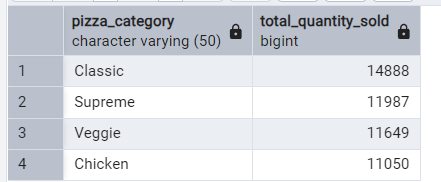 pizza_category total_quantity_sold
character varying (50) bigint
1 Classic 14888
2 Supreme 11987
3 Veggie 11649
4 Chicken 11050